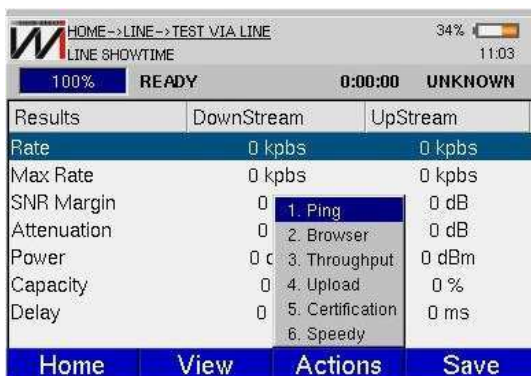 HOME->LINE->TEST VIA LINE 34%
LINE SHOWTIME 11:03
100% READY 0:00:00 UNKNOWN
Results DownStream UpStream
Rate 0 kpbs 0 kpbs
Max Rate 0 kpbs 0 kpbs
SNR Margin 0 0 dB
Attenuation 0 0 dB
Power 0 0 dBm
Capacity 0 0 %
Delay 0 0 ms
1. Ping
2. Browser
3. Throughput
4. Upload
5. Certification
6. Speedy
Home View Actions Save